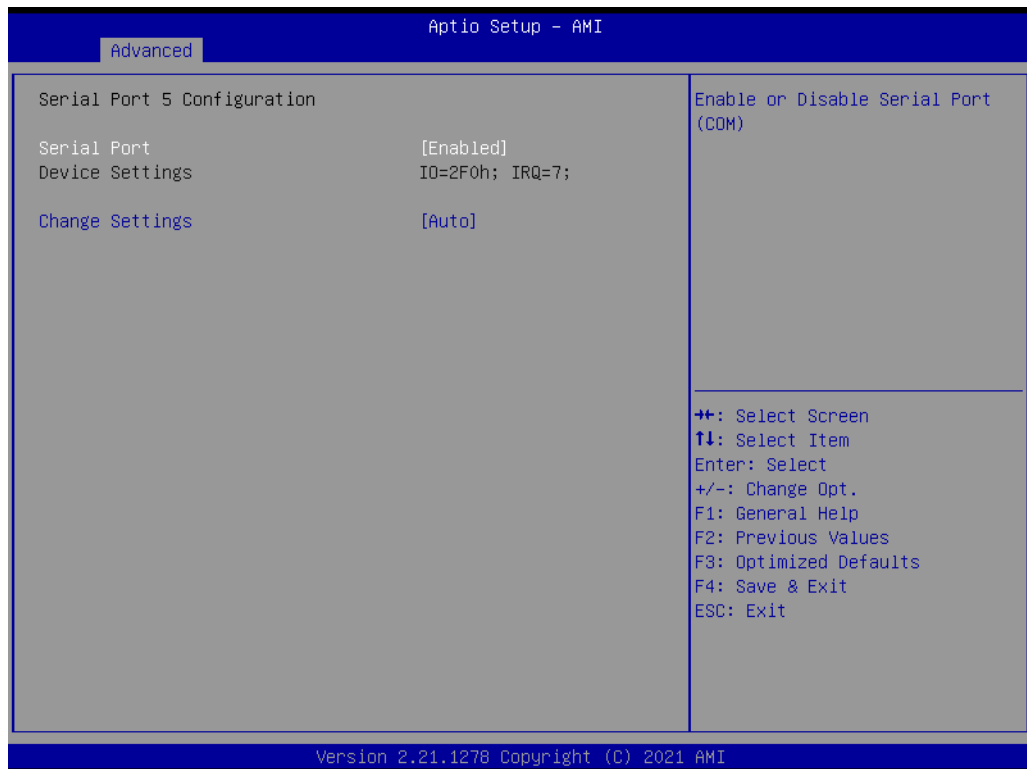 Aptio Setup – AMI
Advanced
Serial Port 5 Configuration
Serial Port [Enabled]
Device Settings IO=2F0h; IRQ=7;
Change Settings [Auto]
Enable or Disable Serial Port
(COM)
→←: Select Screen
↑↓: Select Item
Enter: Select
+/-: Change Opt.
F1: General Help
F2: Previous Values
F3: Optimized Defaults
F4: Save & Exit
ESC: Exit
Version 2.21.1278 Copyright (C) 2021 AMI